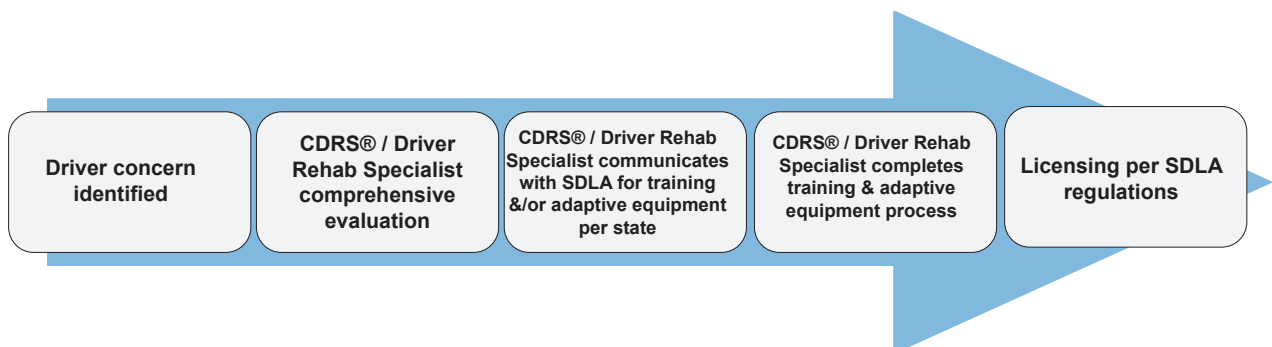 Driver concern
identified
CDRS® / Driver
Rehab Specialist
comprehensive
evaluation
CDRS® / Driver Rehab
Specialist communicates
with SDLA for training
&/or adaptive equipment
per state
CDRS® / Driver Rehab
Specialist completes
training & adaptive
equipment process
Licensing per SDLA
regulations